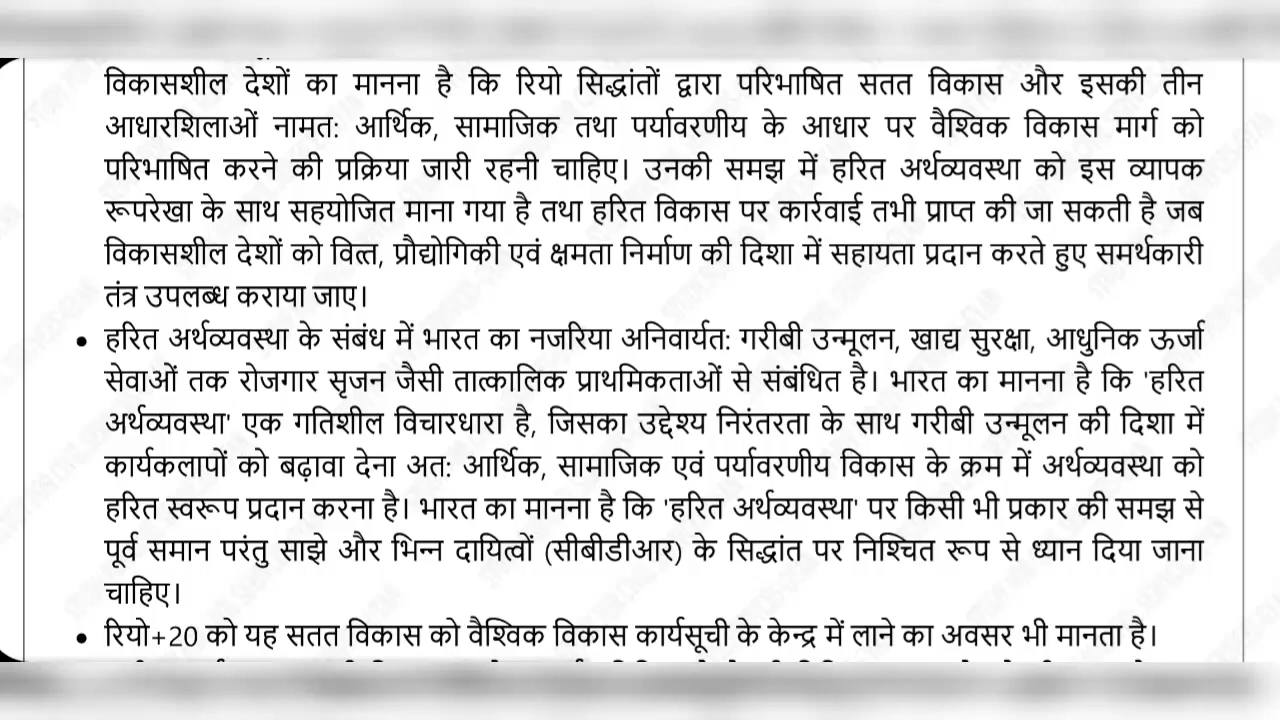 विकासशील देशों का मानना है कि रियो सिद्धांतों द्वारा परिभाषित सतत विकास और इसकी तीन
आधारशिलाओं नामत: आर्थिक, सामाजिक तथा पर्यावरणीय के आधार पर वैश्विक विकास मार्ग को
परिभाषित करने की प्रक्रिया जारी रहनी चाहिए। उनकी समझ में हरित अर्थव्यवस्था को इस व्यापक
रूपरेखा के साथ सहयोजित माना गया है तथा हरित विकास पर कार्रवाई तभी प्राप्त की जा सकती है जब
विकासशील देशों को वित्त, प्रौद्योगिकी एवं क्षमता निर्माण की दिशा में सहायता प्रदान करते हुए समर्थकारी
तंत्र उपलब्ध कराया जाए।
• हरित अर्थव्यवस्था के संबंध में भारत का नजरिया अनिवार्यत: गरीबी उन्मूलन, खाद्य सुरक्षा, आधुनिक ऊर्जा
सेवाओं तक रोजगार सृजन जैसी तात्कालिक प्राथमिकताओं से संबंधित है। भारत का मानना है कि 'हरित
अर्थव्यवस्था' एक गतिशील विचारधारा है, जिसका उद्देश्य निरंतरता के साथ गरीबी उन्मूलन की दिशा में
कार्यकलापों को बढ़ावा देना अत: आर्थिक, सामाजिक एवं पर्यावरणीय विकास के क्रम में अर्थव्यवस्था को
हरित स्वरूप प्रदान करना है। भारत का मानना है कि 'हरित अर्थव्यवस्था' पर किसी भी प्रकार की समझ से
पूर्व समान परंतु साझे और भिन्न दायित्वों (सीबीडीआर) के सिद्धांत पर निश्चित रूप से ध्यान दिया जाना
चाहिए।
• रियो+20 को यह सतत विकास को वैश्विक विकास कार्यसूची के केन्द्र में लाने का अवसर भी मानता है।